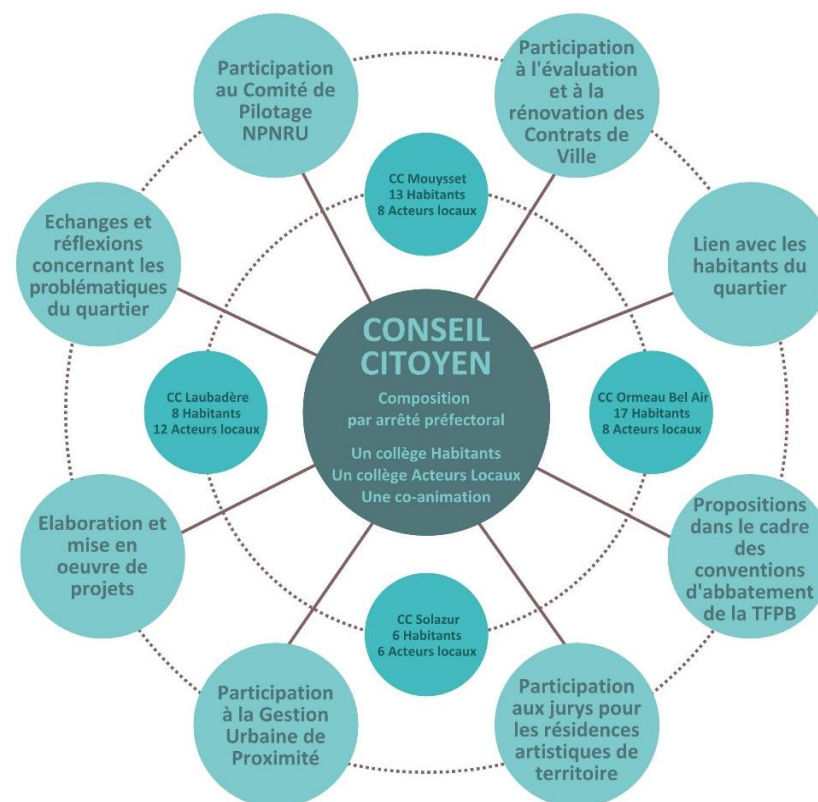 Participation
au Comité de
Pilotage
NPNRU
Participation
à l'évaluation
et à la
rénovation des
Contrats de
Ville
CC Mouysset
13 Habitants
8 Acteurs locaux
Echanges et
réflexions
concernant les
problématiques
du quartier
Lien avec les
habitants du
quartier
CONSEIL
CITOYEN
Composition
par arrêté préfectoral
Un collège Habitants
Un collège Acteurs Locaux
Une co-animation
CC Laubadère
8 Habitants
12 Acteurs locaux
CC Ormeau Bel Air
17 Habitants
8 Acteurs locaux
Elaboration et
mise en
oeuvre de
projets
Propositions
dans le cadre
des
conventions
d'abbatement
de la TFPB
CC Solazur
6 Habitants
6 Acteurs locaux
Participation
à la Gestion
Urbaine de
Proximité
Participation
aux jurys pour
les résidences
artistiques de
territoire